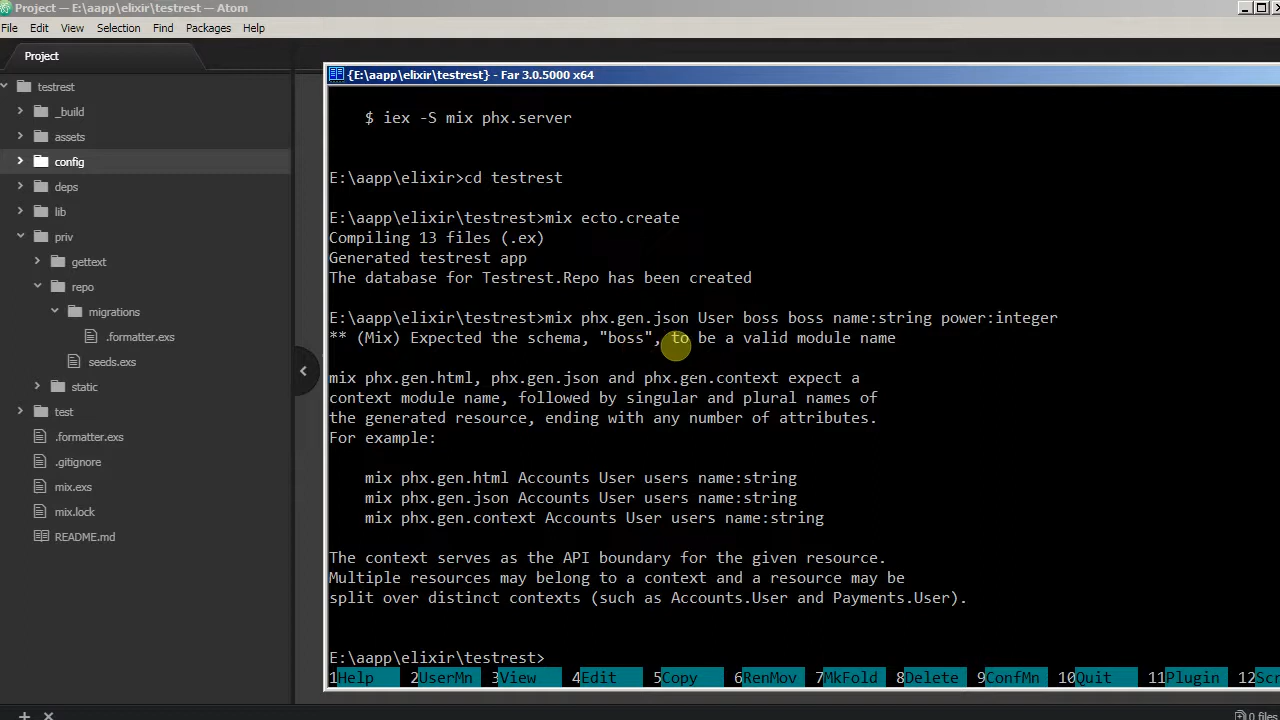 Project — E:\aapp\elixir\testrest — Atom
File Edit View Selection Find Packages Help
Project
testrest
_build
assets
config
deps
lib
priv
gettext
repo
migrations
.formatter.exs
seeds.exs
static
test
.formatter.exs
.gitignore
mix.exs
mix.lock
README.md
{E:\aapp\elixir\testrest} - Far 3.0.5000 x64
$ iex -S mix phx.server
E:\aapp\elixir>cd testrest
E:\aapp\elixir\testrest>mix ecto.create
Compiling 13 files (.ex)
Generated testrest app
The database for Testrest.Repo has been created
E:\aapp\elixir\testrest>mix phx.gen.json User boss boss name:string power:integer
** (Mix) Expected the schema, "boss", to be a valid module name
mix phx.gen.html, phx.gen.json and phx.gen.context expect a
context module name, followed by singular and plural names of
the generated resource, ending with any number of attributes.
For example:
mix phx.gen.html Accounts User users name:string
mix phx.gen.json Accounts User users name:string
mix phx.gen.context Accounts User users name:string
The context serves as the API boundary for the given resource.
Multiple resources may belong to a context and a resource may be
split over distinct contexts (such as Accounts.User and Payments.User).
E:\aapp\elixir\testrest>
1Help 2UserMn 3View 4Edit 5Copy 6RenMov 7MkFold 8Delete 9ConfMn 10Quit 11Plugin 12Scr
0 files